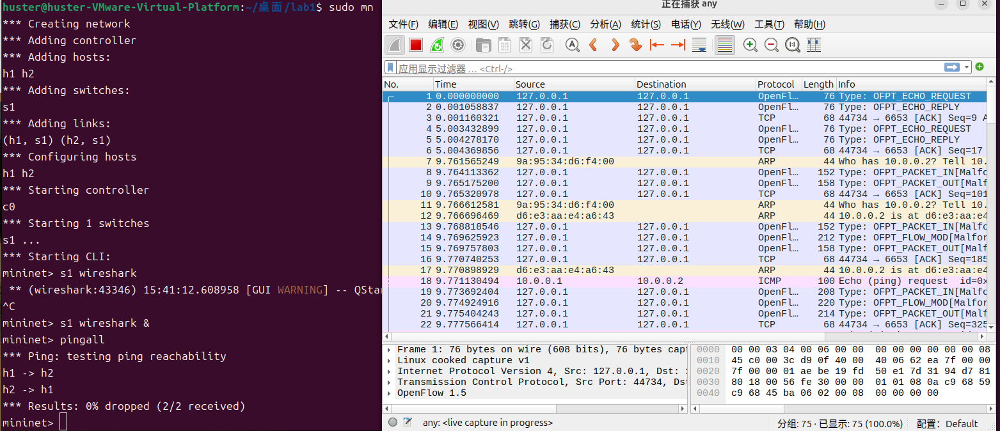 huster@huster-VMware-Virtual-Platform:~/桌面/lab1$ sudo mn
*** Creating network
*** Adding controller
*** Adding hosts:
h1 h2
*** Adding switches:
s1
*** Adding links:
(h1, s1) (h2, s1)
*** Configuring hosts
h1 h2
*** Starting controller
c0
*** Starting 1 switches
s1 ...
*** Starting CLI:
mininet> s1 wireshark
** (wireshark:43346) 15:41:12.608958 [GUI WARNING] -- QStan
^C
mininet> s1 wireshark &
mininet> pingall
*** Ping: testing ping reachability
h1 -> h2
h2 -> h1
*** Results: 0% dropped (2/2 received)
mininet>
正在捕获 any
文件(F) 编辑(E) 视图(V) 跳转(G) 捕获(C) 分析(A) 统计(S) 电话(Y) 无线(W) 工具(T) 帮助(H)
应用显示过滤器 … <Ctrl-/>
No. Time Source Destination Protocol Length Info
1 0.000000000 127.0.0.1 127.0.0.1 OpenFl… 76 Type: OFPT_ECHO_REQUEST
2 0.001058837 127.0.0.1 127.0.0.1 OpenFl… 76 Type: OFPT_ECHO_REPLY
3 0.001160321 127.0.0.1 127.0.0.1 TCP 68 44734 → 6653 [ACK] Seq=9 A
4 5.003432899 127.0.0.1 127.0.0.1 OpenFl… 76 Type: OFPT_ECHO_REQUEST
5 5.004278170 127.0.0.1 127.0.0.1 OpenFl… 76 Type: OFPT_ECHO_REPLY
6 5.004369856 127.0.0.1 127.0.0.1 TCP 68 44734 → 6653 [ACK] Seq=17
7 9.761565249 9a:95:34:d6:f4:00 ARP 44 Who has 10.0.0.2? Tell 10.
8 9.764113362 127.0.0.1 127.0.0.1 OpenFl… 152 Type: OFPT_PACKET_IN[Malfo
9 9.765175200 127.0.0.1 127.0.0.1 OpenFl… 158 Type: OFPT_PACKET_OUT[Malf
10 9.765320978 127.0.0.1 127.0.0.1 TCP 68 44734 → 6653 [ACK] Seq=101
11 9.766612581 9a:95:34:d6:f4:00 ARP 44 Who has 10.0.0.2? Tell 10.
12 9.766696469 d6:e3:aa:e4:a6:43 ARP 44 10.0.0.2 is at d6:e3:aa:e4
13 9.768818546 127.0.0.1 127.0.0.1 OpenFl… 152 Type: OFPT_PACKET_IN[Malfo
14 9.769625923 127.0.0.1 127.0.0.1 OpenFl… 212 Type: OFPT_FLOW_MOD[Malfor
15 9.769757803 127.0.0.1 127.0.0.1 OpenFl… 158 Type: OFPT_PACKET_OUT[Malf
16 9.770740253 127.0.0.1 127.0.0.1 TCP 68 44734 → 6653 [ACK] Seq=185
17 9.770898929 d6:e3:aa:e4:a6:43 ARP 44 10.0.0.2 is at d6:e3:aa:e4
18 9.771130494 10.0.0.1 10.0.0.2 ICMP 100 Echo (ping) request id=0x
19 9.773692404 127.0.0.1 127.0.0.1 OpenFl… 208 Type: OFPT_PACKET_IN[Malfo
20 9.774924916 127.0.0.1 127.0.0.1 OpenFl… 220 Type: OFPT_FLOW_MOD[Malfor
21 9.775404243 127.0.0.1 127.0.0.1 OpenFl… 214 Type: OFPT_PACKET_OUT[Malf
22 9.777566414 127.0.0.1 127.0.0.1 TCP 68 44734 → 6653 [ACK] Seq=325
Frame 1: 76 bytes on wire (608 bits), 76 bytes capt
Linux cooked capture v1
Internet Protocol Version 4, Src: 127.0.0.1, Dst: 1
Transmission Control Protocol, Src Port: 44734, Dst
OpenFlow 1.5
0000 00 00 03 04 00 06 00 00 00 00 00 00 00 00 08
0010 45 c0 00 3c d9 0f 40 00 40 06 62 ea 7f 00 00
0020 7f 00 00 01 ae be 19 fd 50 e1 7d 31 94 d7 81
0030 80 18 00 56 fe 30 00 00 01 01 08 0a c9 68 59
0040 c9 68 45 ba 06 02 00 08 00 00 00 00
any: <live capture in progress>
分组: 75 · 已显示: 75 (100.0%)
配置: Default